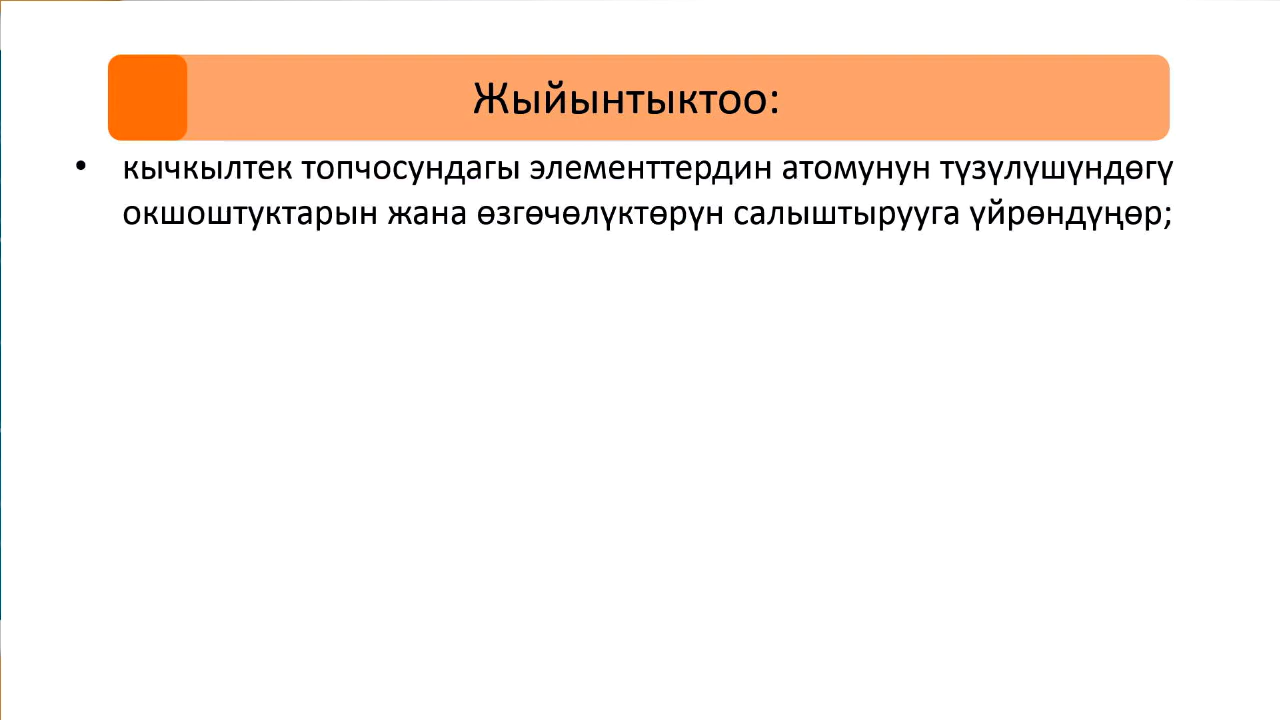 Жыйынтыктоо:
• кычкылтек топчосундагы элементтердин атомунун түзүлүшүндөгү
окшоштуктарын жана өзгөчөлүктөрүн салыштырууга үйрөндүңөр;